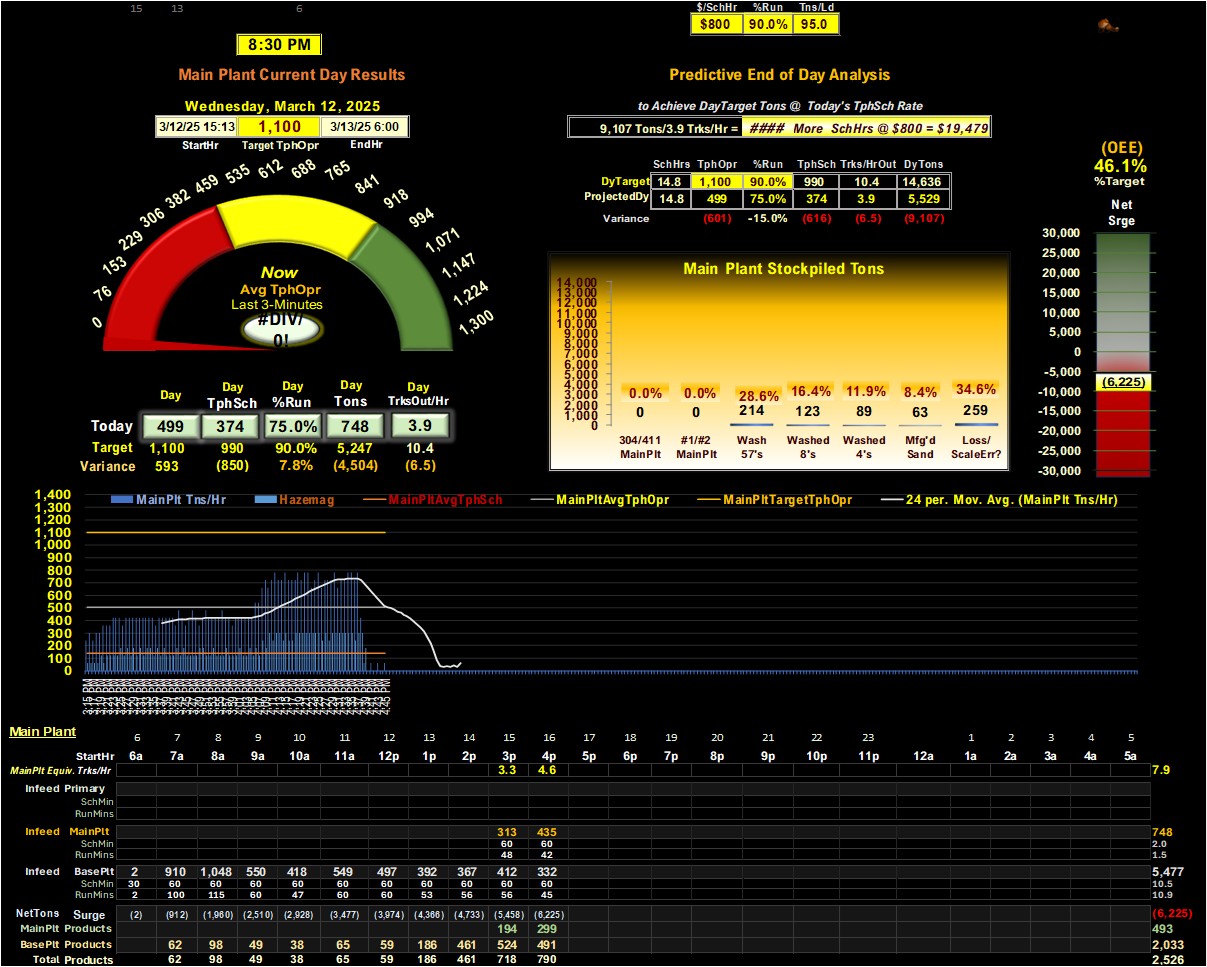 15 13 6
$/SchHr %Run Tns/Ld
$800 90.0% 95.0
8:30 PM
Main Plant Current Day Results
Predictive End of Day Analysis
Wednesday, March 12, 2025
to Achieve DayTarget Tons @ Today's TphSch Rate
3/12/25 15:13 1,100 3/13/25 6:00
9,107 Tons/3.9 Trks/Hr = #### More SchHrs @ $800 = $19,479
StartHr Target TphOpr EndHr
(OEE)
46.1%
%Target
SchHrs TphOpr %Run TphSch Trks/HrOut DyTons
DyTarget 14.8 1,100 90.0% 990 10.4 14,636
ProjectedDy 14.8 499 75.0% 374 3.9 5,529
Variance (601) -15.0% (616) (6.5) (9,107)
0 76 153 229 306 382 459 535 612 688 765 841 918 994 1,071 1,147 1,224 1,300
Now
Avg TphOpr
Last 3-Minutes
#DIV/
0!
Net
Srge
30,000
25,000
20,000
15,000
10,000
5,000
0
-5,000
(6,225)
-10,000
-15,000
-20,000
-25,000
-30,000
Main Plant Stockpiled Tons
14,000
13,000
12,000
11,000
10,000
9,000
8,000
7,000
6,000
5,000
4,000
3,000
2,000
1,000
0
0.0% 0.0% 28.6% 16.4% 11.9% 8.4% 34.6%
0 0 214 123 89 63 259
304/411 #1/#2 Wash Washed Washed Mfg'd Loss/
MainPlt MainPlt 57's 8's 4's Sand ScaleErr?
Day Day Day Day Day
TphSch %Run Tons TrksOut/Hr
Today 499 374 75.0% 748 3.9
Target 1,100 990 90.0% 5,247 10.4
Variance 593 (850) 7.8% (4,504) (6.5)
MainPlt Tns/Hr Hazemag MainPltAvgTphSch MainPltAvgTphOpr MainPltTargetTphOpr 24 per. Mov. Avg. (MainPlt Tns/Hr)
1,400
1,300
1,200
1,100
1,000
900
800
700
600
500
400
300
200
100
0
Main Plant
6 7 8 9 10 11 12 13 14 15 16 17 18 19 20 21 22 23 1 2 3 4 5
StartHr 6a 7a 8a 9a 10a 11a 12p 1p 2p 3p 4p 5p 6p 7p 8p 9p 10p 11p 12a 1a 2a 3a 4a 5a
MainPlt Equiv. Trks/Hr 3.3 4.6 7.9
Infeed Primary
SchMin
RunMins
Infeed MainPlt 313 435 748
SchMin 60 60 2.0
RunMins 48 42 1.5
Infeed BasePlt 2 910 1,048 550 418 549 497 392 367 412 332 5,477
SchMin 30 60 60 60 60 60 60 60 60 60 60 10.5
RunMins 2 100 115 60 47 60 60 53 56 56 45 10.9
NetTons Surge (2) (912) (1,960) (2,510) (2,928) (3,477) (3,974) (4,366) (4,733) (5,458) (6,225) (6,225)
MainPlt Products 194 299 493
BasePlt Products 62 98 49 38 65 59 186 461 524 491 2,033
Total Products 62 98 49 38 65 59 186 461 718 790 2,526